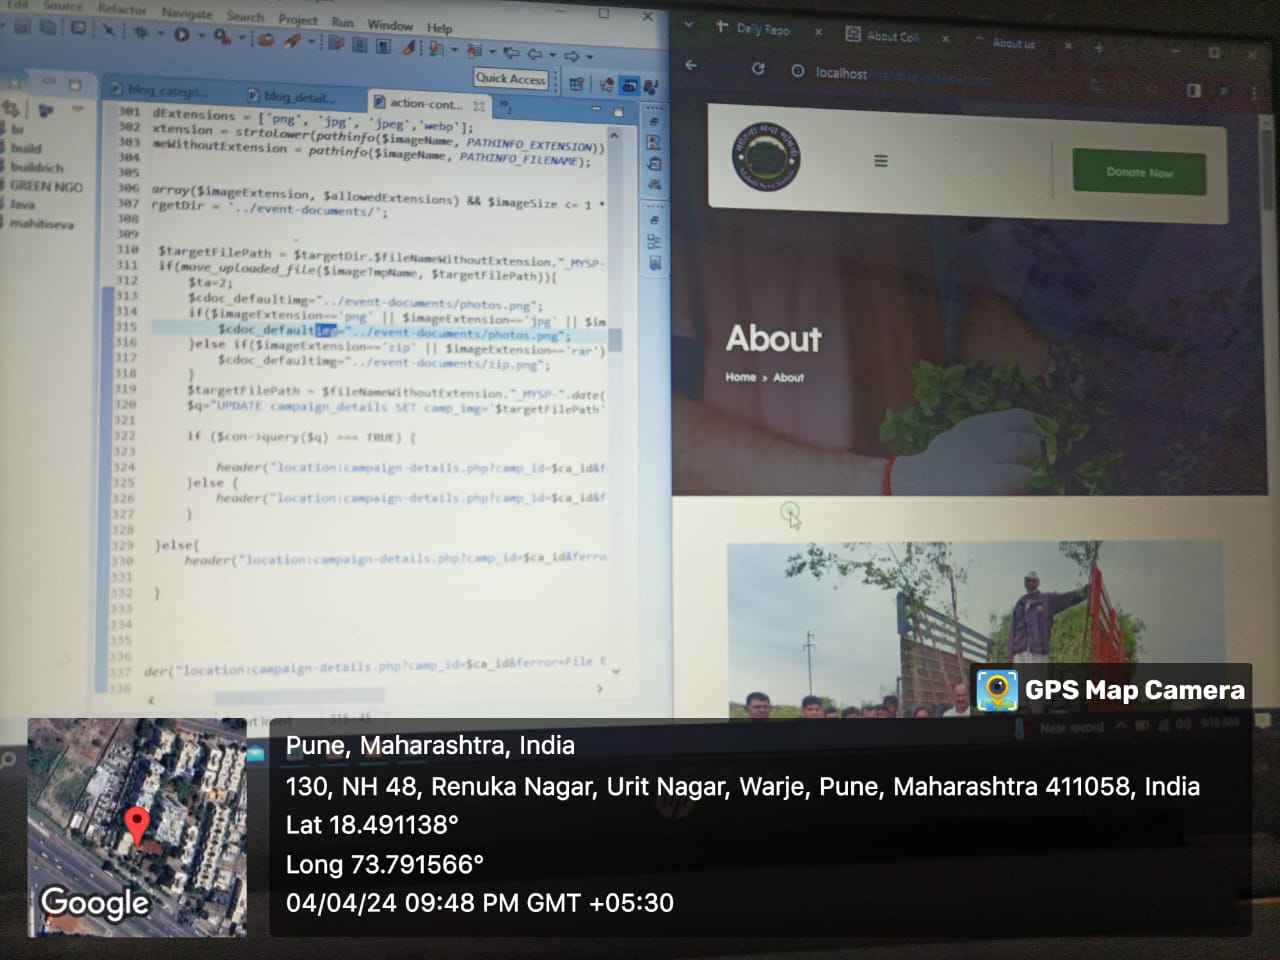 Edit Source Refactor Navigate Search Project Run Window Help
Quick Access
blog_catego...
blog_detail...
action-cont...
br
build
buildrich
GREEN NGO
Java
mahitiseva
301 dExtensions = ['png', 'jpg', 'jpeg','webp'];
302 xtension = strtolower(pathinfo($imageName, PATHINFO_EXTENSION))
303 meWithoutExtension = pathinfo($imageName, PATHINFO_FILENAME);
304
305
306 array($imageExtension, $allowedExtensions) && $imageSize <= 1 *
307 rgetDir = '../event-documents/';
308
309
310 $targetFilePath = $targetDir.$fileNameWithoutExtension."_MYSP-
311 if(move_uploaded_file($imageTmpName, $targetFilePath)){
312 $ta=2;
313 $cdoc_defaultimg="../event-documents/photos.png";
314 if($imageExtension=='png' || $imageExtension=='jpg' || $im
315 $cdoc_defaultimg="../event-documents/photos.png";
316 }else if($imageExtension=='zip' || $imageExtension=='rar')
317 $cdoc_defaultimg="../event-documents/zip.png";
318 }
319 $targetFilePath = $fileNameWithoutExtension."_MYSP-".date(
320 $q="UPDATE campaign_details SET camp_img='$targetFilePath'
321
322 if ($con->query($q) === TRUE) {
323
324 header("location:campaign-details.php?camp_id=$ca_id&f
325 }else {
326 header("location:campaign-details.php?camp_id=$ca_id&f
327 }
328
329 }else{
330 header("location:campaign-details.php?camp_id=$ca_id&ferro
331
332 }
333
334
335
336
337 der("location:campaign-details.php?camp_id=$ca_id&ferror=File E
338
315 : 45
Daily Repo
About Coll
About us
localhost
Donate Now
About
Home > About
Near record
9:18 AM
GPS Map Camera
Google
Pune, Maharashtra, India
130, NH 48, Renuka Nagar, Urit Nagar, Warje, Pune, Maharashtra 411058, India
Lat 18.491138°
Long 73.791566°
04/04/24 09:48 PM GMT +05:30